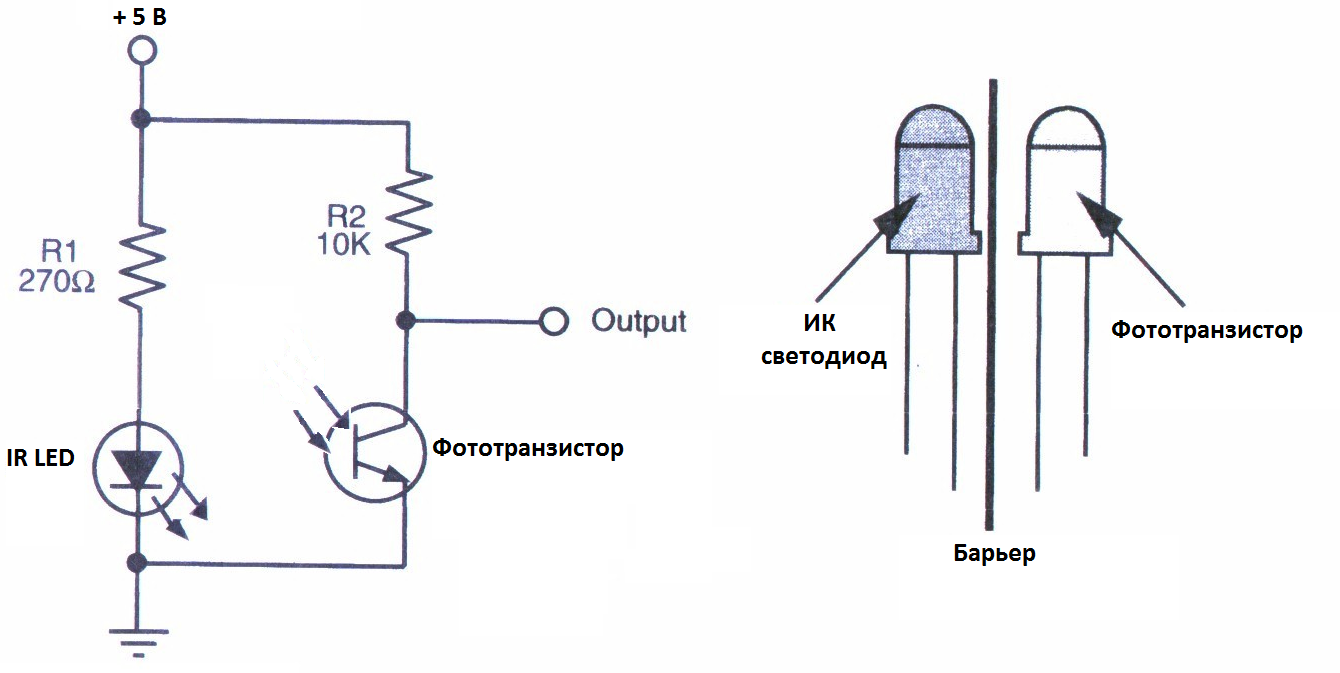 + 5 В
R1
270Ω
R2
10K
Output
IR LED
Фототранзистор
ИК
светодиод
Фототранзистор
Барьер